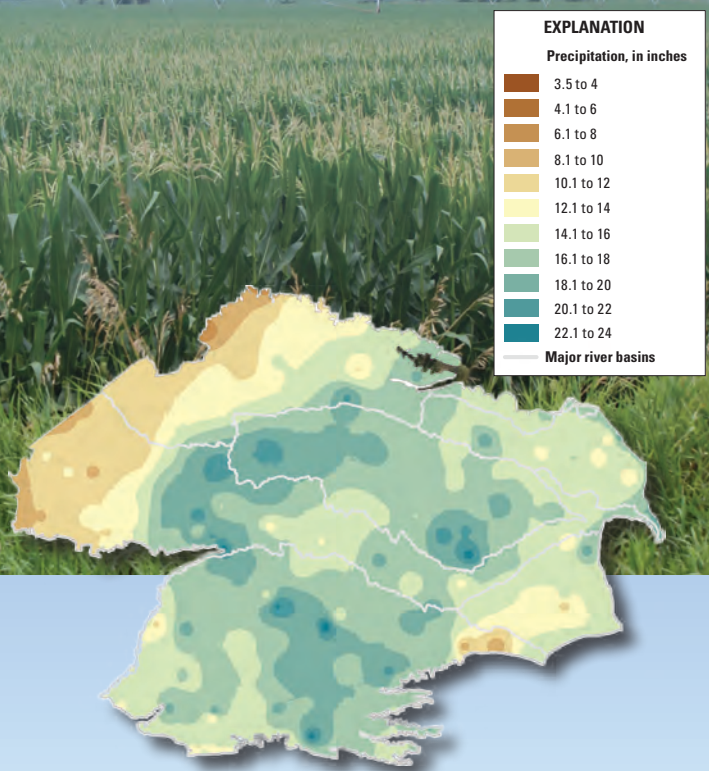 EXPLANATION
Precipitation, in inches
3.5 to 4
4.1 to 6
6.1 to 8
8.1 to 10
10.1 to 12
12.1 to 14
14.1 to 16
16.1 to 18
18.1 to 20
20.1 to 22
22.1 to 24
Major river basins